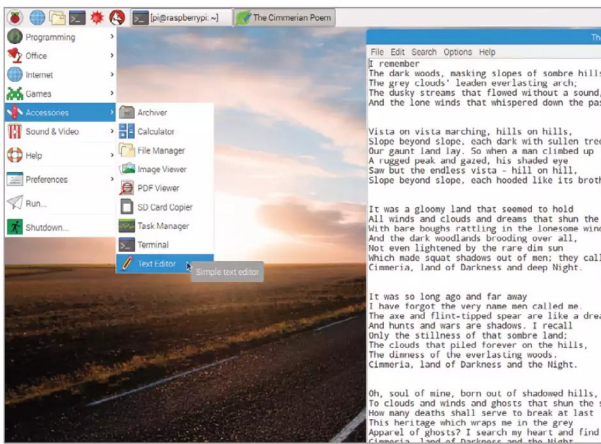 [pi@raspberrypi: ~]
The Cimmerian Poem
Programming
Office
Internet
Games
Accessories
Sound & Video
Help
Preferences
Run...
Shutdown...
Archiver
Calculator
File Manager
Image Viewer
PDF Viewer
SD Card Copier
Task Manager
Terminal
Text Editor
Simple text editor
Th
File Edit Search Options Help
I remember
The dark woods, masking slopes of sombre hills
The grey clouds' leaden everlasting arch;
The dusky streams that flowed without a sound,
And the lone winds that whispered down the pas
Vista on vista marching, hills on hills,
Slope beyond slope, each dark with sullen tree
Our gaunt land lay. So when a man climbed up
A rugged peak and gazed, his shaded eye
Saw but the endless vista - hill on hill,
Slope beyond slope, each hooded like its broth
It was a gloomy land that seemed to hold
All winds and clouds and dreams that shun the
With bare boughs rattling in the lonesome wind
And the dark woodlands brooding over all,
Not even lightened by the rare dim sun
Which made squat shadows out of men; they call
Cimmeria, land of Darkness and deep Night.
It was so long ago and far away
I have forgot the very name men called me.
The axe and flint-tipped spear are like a drea
And hunts and wars are shadows. I recall
Only the stillness of that sombre land;
The clouds that piled forever on the hills,
The dimness of the everlasting woods.
Cimmeria, land of Darkness and the Night.
Oh, soul of mine, born out of shadowed hills,
To clouds and winds and ghosts that shun the s
How many deaths shall serve to break at last
This heritage which wraps me in the grey
Apparel of ghosts? I search my heart and find
Cimmeria, land of Darkness and the Night